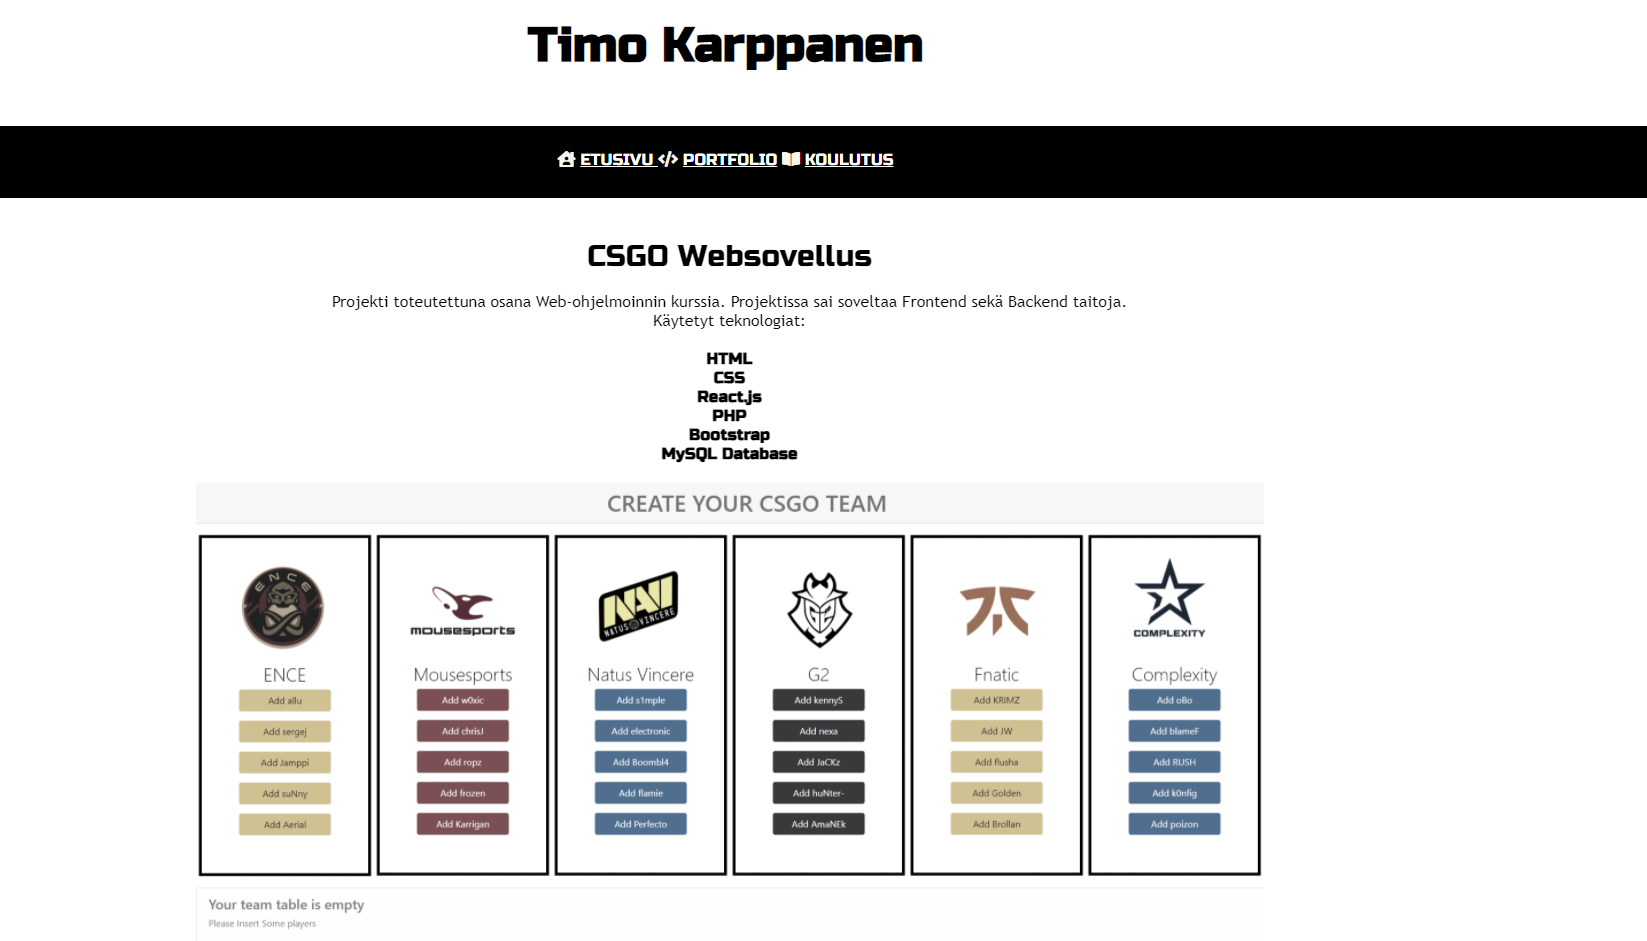 Timo Karppanen
ETUSIVU PORTFOLIO KOULUTUS
CSGO Websovellus
Projekti toteutettuna osana Web-ohjelmoinnin kurssia. Projektissa sai soveltaa Frontend sekä Backend taitoja.
Käytetyt teknologiat:
HTML
CSS
React.js
PHP
Bootstrap
MySQL Database
CREATE YOUR CSGO TEAM
ENCE
ENCE
Add allu
Add sergej
Add Jamppi
Add suNny
Add Aerial
mousesports
Mousesports
Add w0xic
Add chrisJ
Add ropz
Add frozen
Add Karrigan
NAVI
NATUS VINCERE
Natus Vincere
Add s1mple
Add electronic
Add Boombl4
Add flamie
Add Perfecto
G2
Add kennyS
Add nexa
Add JaCKz
Add huNter-
Add AmaNEk
Fnatic
Add KRIMZ
Add JW
Add flusha
Add Golden
Add Brollan
COMPLEXITY
Complexity
Add oBo
Add blameF
Add RUSH
Add k0nfig
Add poizon
Your team table is empty
Please Insert Some players